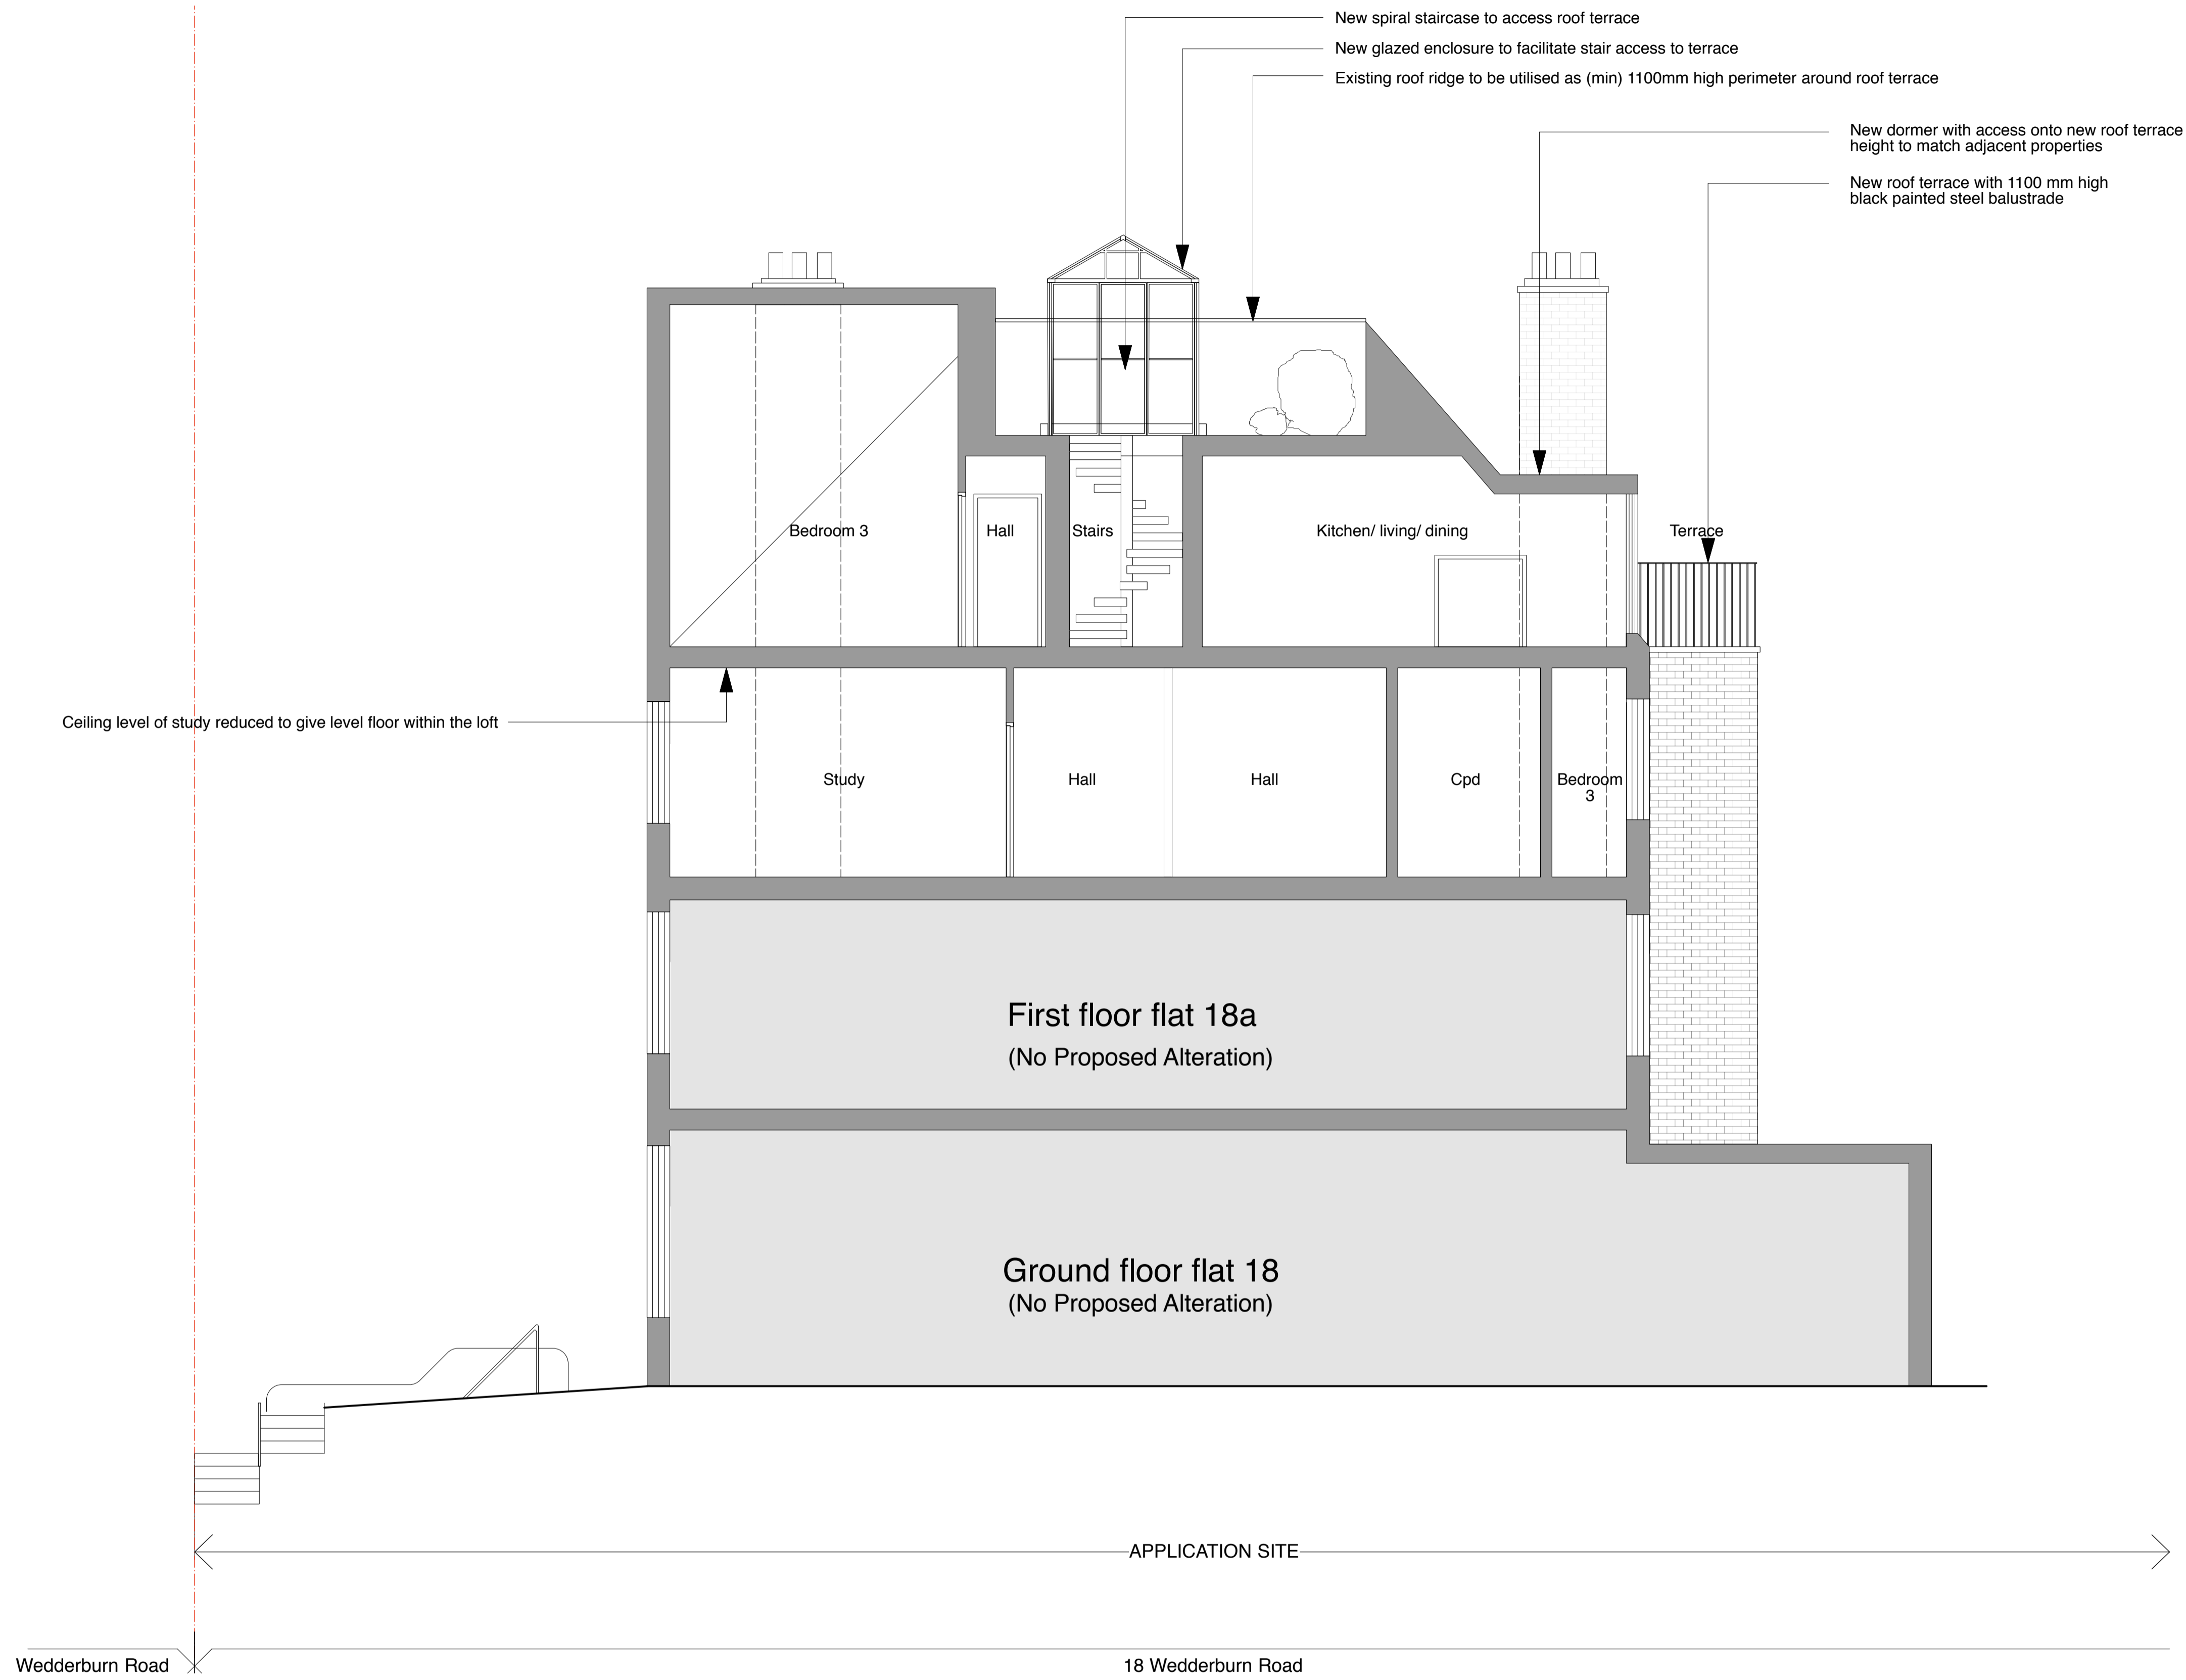 New spiral staircase to access roof terrace
New glazed enclosure to facilitate stair access to terrace
Existing roof ridge to be utilised as (min) 1100mm high perimeter around roof terrace
New dormer with access onto new roof terrace
height to match adjacent properties
New roof terrace with 1100 mm high
black painted steel balustrade
Bedroom 3
Hall
Stairs
Kitchen/ living/ dining
Terrace
Ceiling level of study reduced to give level floor within the loft
Study
Hall
Hall
Cpd
Bedroom
3
First floor flat 18a
(No Proposed Alteration)
Ground floor flat 18
(No Proposed Alteration)
APPLICATION SITE
Wedderburn Road
18 Wedderburn Road